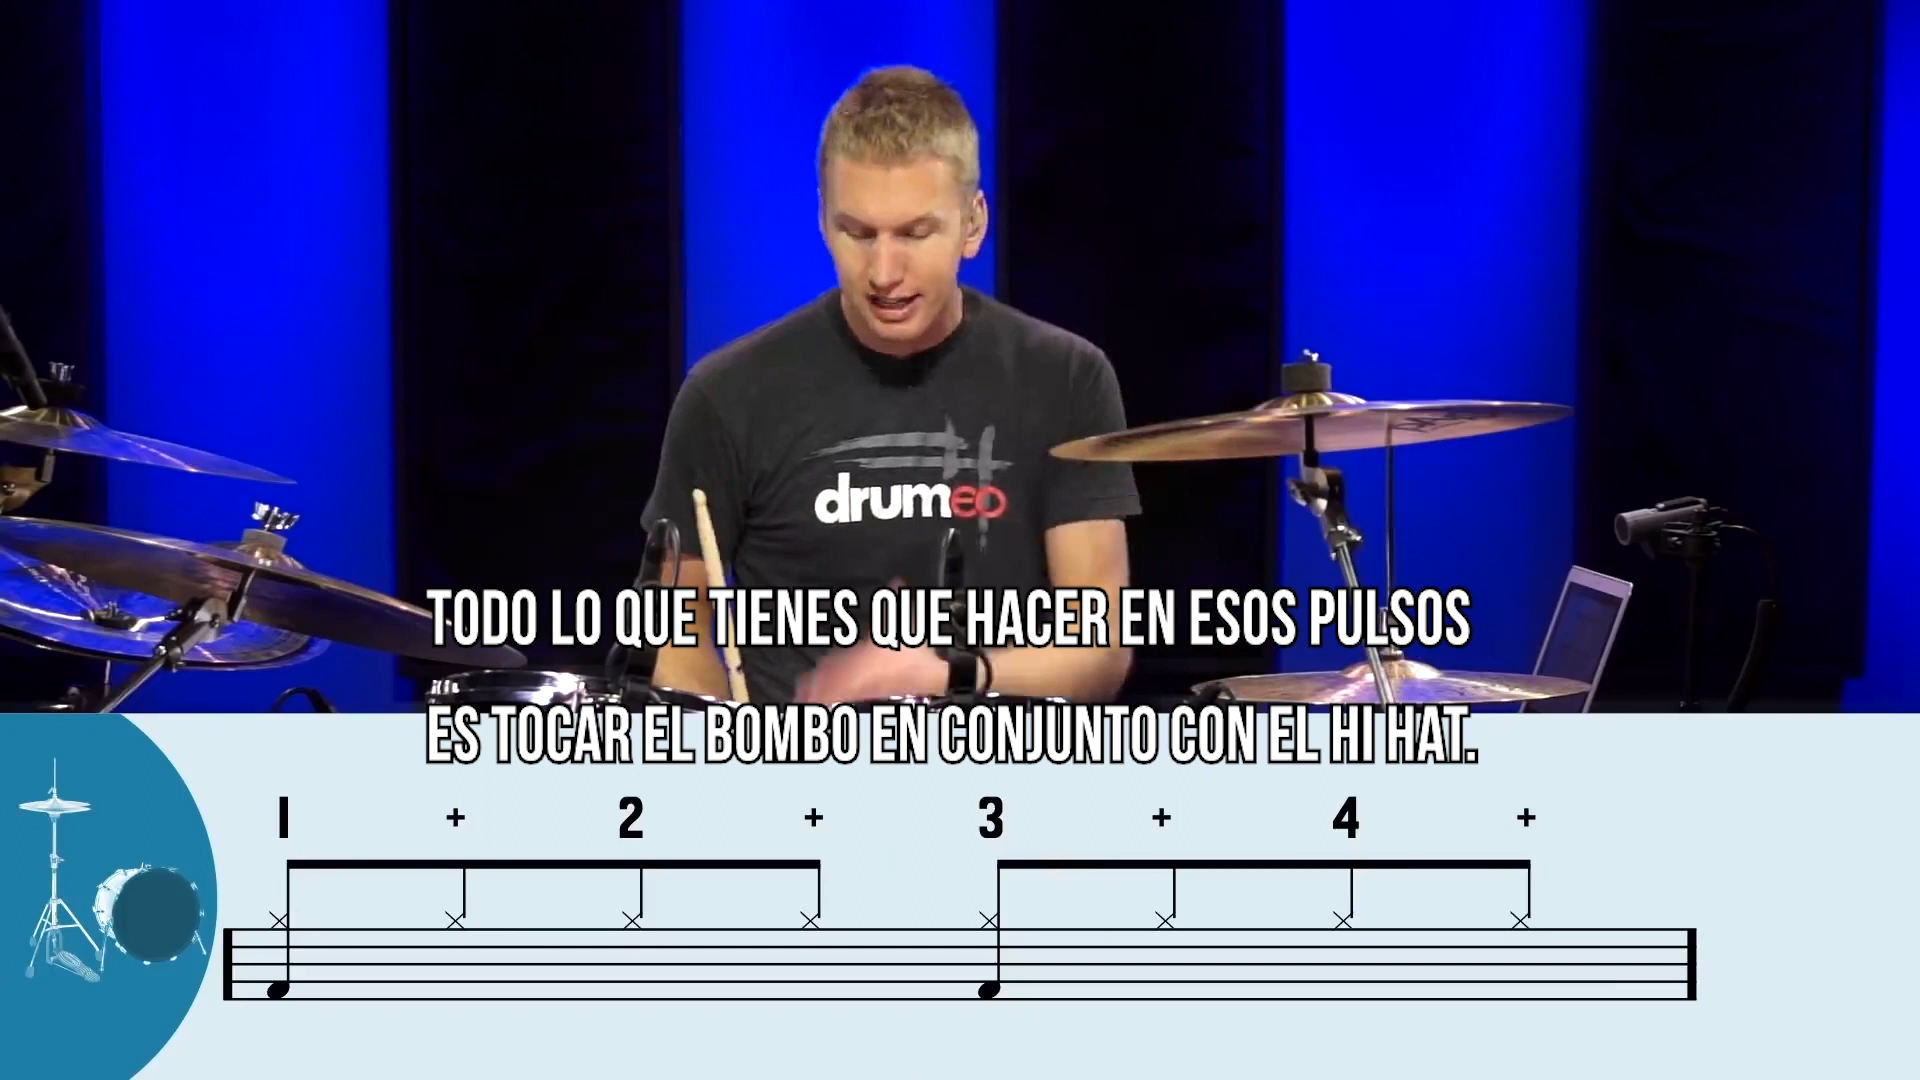 drumeo
TODO LO QUE TIENES QUE HACER EN ESOS PULSOS
ES TOCAR EL BOMBO EN CONJUNTO CON EL HI HAT.
1 + 2 + 3 + 4 +